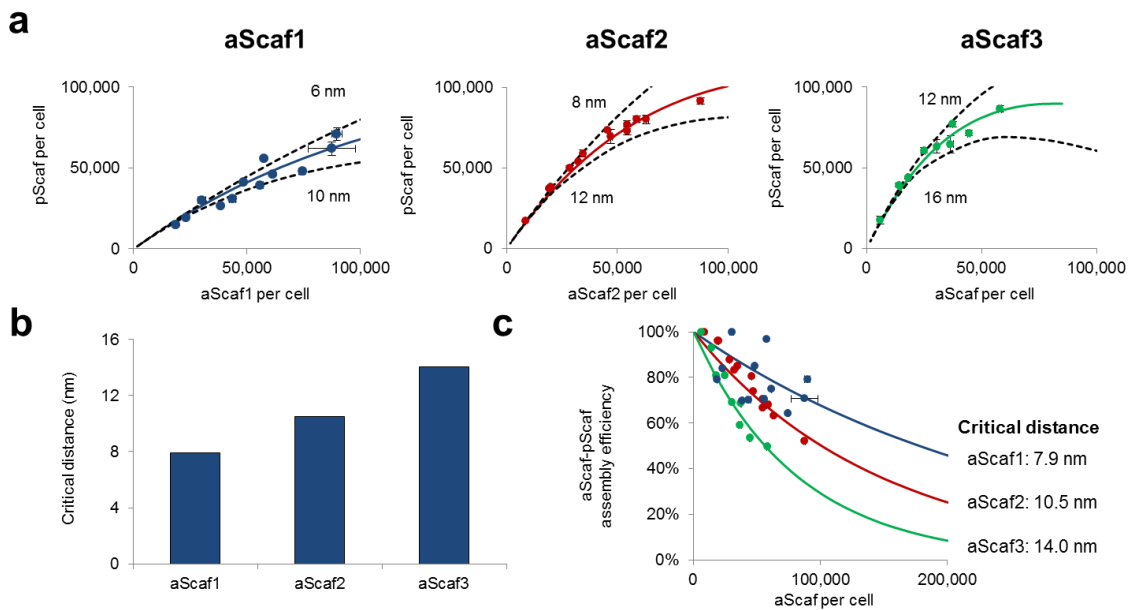 a
aScaf1
aScaf2
aScaf3
pScaf per cell
100,000
50,000
0
6 nm
10 nm
0
50,000
100,000
aScaf1 per cell
pScaf per cell
100,000
50,000
0
8 nm
12 nm
0
50,000
100,000
aScaf2 per cell
pScaf per cell
100,000
50,000
0
12 nm
16 nm
0
50,000
100,000
aScaf per cell
b
Critical distance (nm)
16
12
8
4
0
aScaf1
aScaf2
aScaf3
c
aScaf-pScaf
assembly efficiency
100%
80%
60%
40%
20%
0%
0
100,000
200,000
aScaf per cell
Critical distance
aScaf1: 7.9 nm
aScaf2: 10.5 nm
aScaf3: 14.0 nm